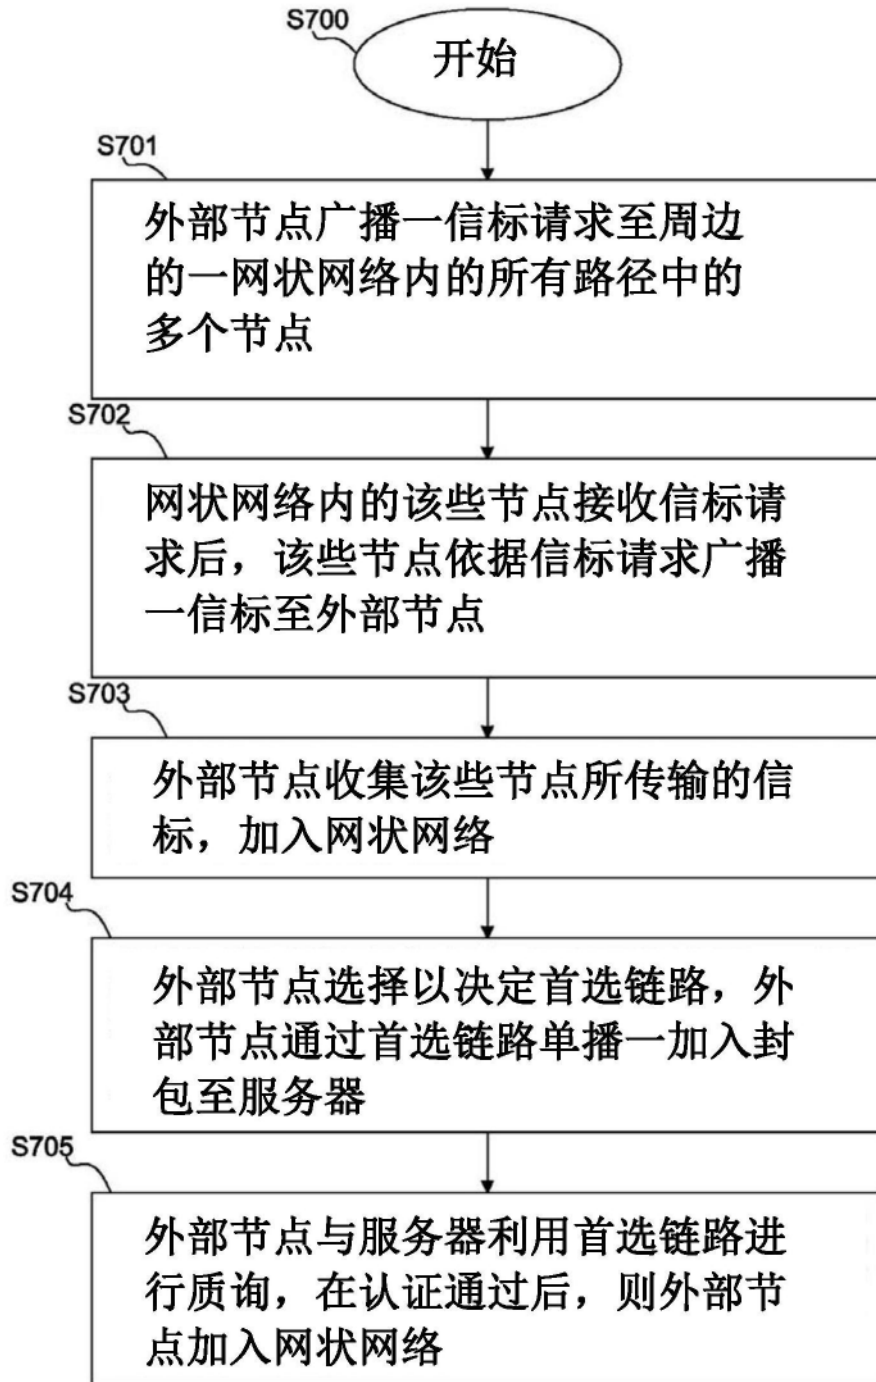 S700
开始
S701
外部节点广播一信标请求至周边
的一网状网络内的所有路径中的
多个节点
S702
网状网络内的该些节点接收信标请
求后，该些节点依据信标请求广播
一信标至外部节点
S703
外部节点收集该些节点所传输的信
标，加入网状网络
S704
外部节点选择以决定首选链路，外
部节点通过首选链路单播一加入封
包至服务器
S705
外部节点与服务器利用首选链路进
行质询，在认证通过后，则外部节
点加入网状网络